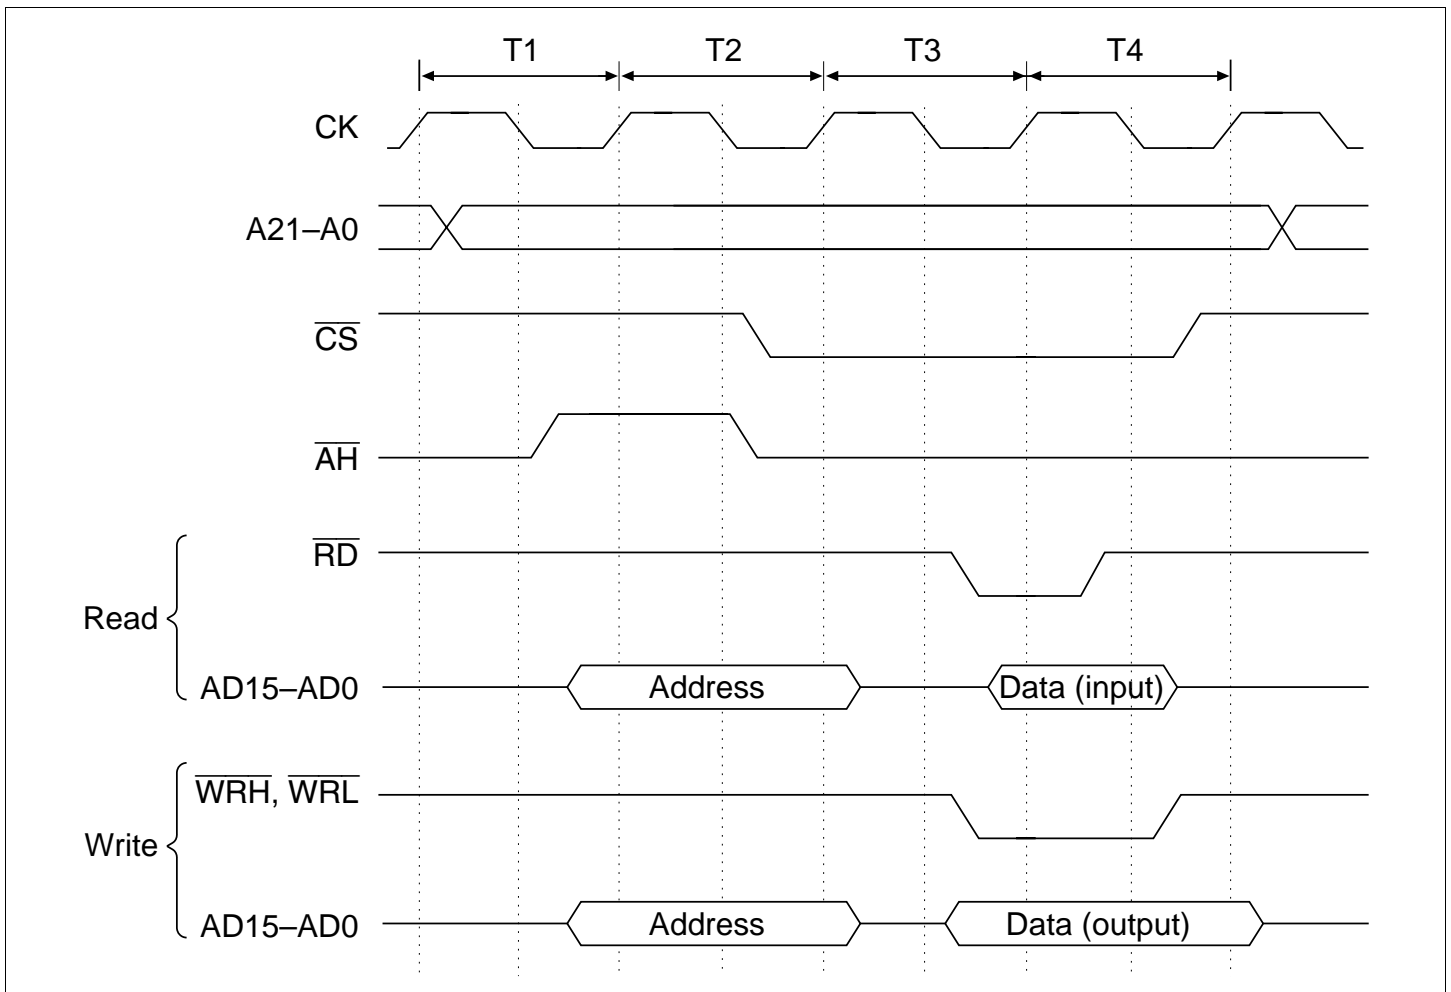 T1 T2 T3 T4
CK
A21–A0
CS
AH
RD
Read
AD15–AD0 Address Data (input)
WRH, WRL
Write
AD15–AD0 Address Data (output)